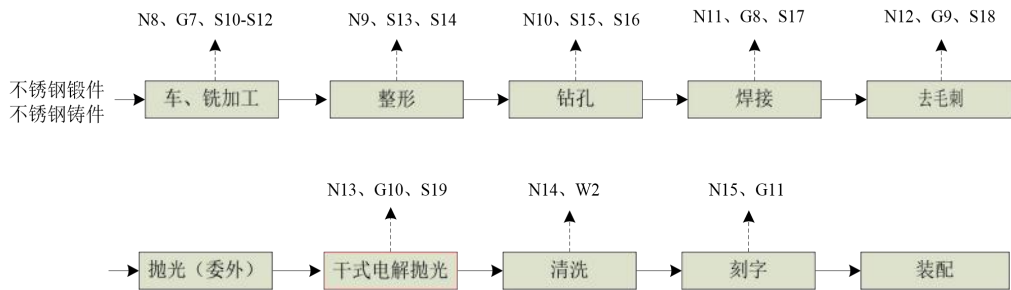 N8、G7、S10-S12
N9、S13、S14
N10、S15、S16
N11、G8、S17
N12、G9、S18
不锈钢锻件
不锈钢铸件
车、铣加工
整形
钻孔
焊接
去毛刺
N13、G10、S19
N14、W2
N15、G11
抛光（委外）
干式电解抛光
清洗
刻字
装配